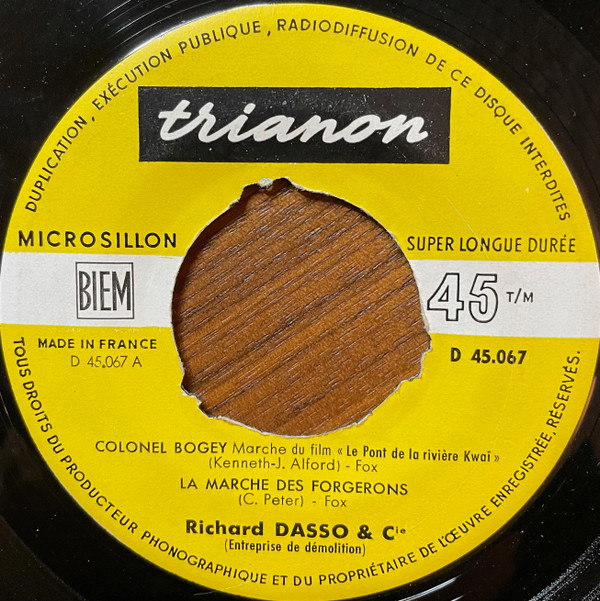 DUPLICATION, EXÉCUTION PUBLIQUE, RADIODIFFUSION DE CE DISQUE INTERDITES
trianon
MICROSILLON
SUPER LONGUE DURÉE
BIEM
45 T/M
MADE IN FRANCE
D 45.067 A
D 45.067
COLONEL BOGEY Marche du film « Le Pont de la rivière Kwaï »
(Kenneth-J. Alford) - Fox
LA MARCHE DES FORGERONS
(C. Peter) - Fox
Richard DASSO & Cie
(Entreprise de démolition)
TOUS DROITS DU PRODUCTEUR PHONOGRAPHIQUE ET DU PROPRIÉTAIRE DE L'ŒUVRE ENREGISTRÉE, RÉSERVÉS.